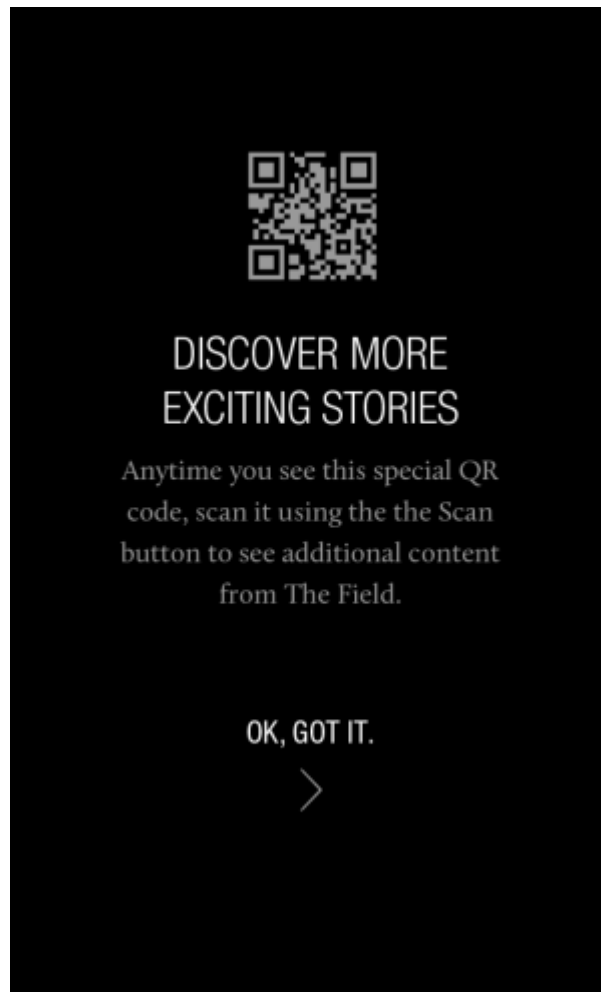 DISCOVER MORE
EXCITING STORIES
Anytime you see this special QR
code, scan it using the the Scan
button to see additional content
from The Field.
OK, GOT IT.